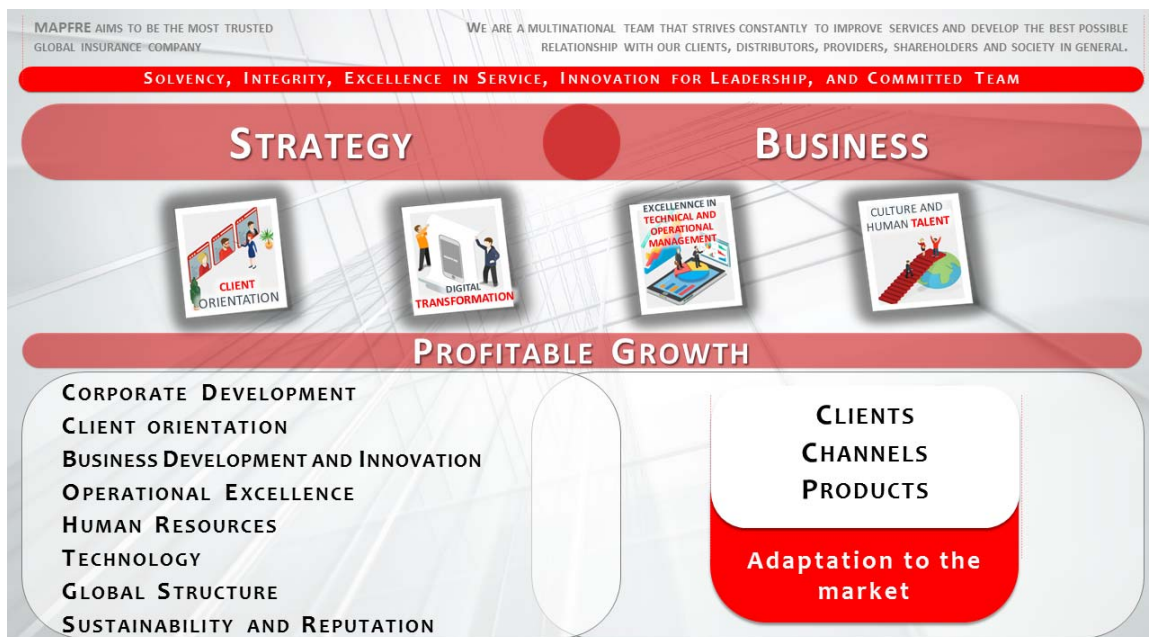 MAPFRE AIMS TO BE THE MOST TRUSTED
GLOBAL INSURANCE COMPANY
WE ARE A MULTINATIONAL TEAM THAT STRIVES CONSTANTLY TO IMPROVE SERVICES AND DEVELOP THE BEST POSSIBLE
RELATIONSHIP WITH OUR CLIENTS, DISTRIBUTORS, PROVIDERS, SHAREHOLDERS AND SOCIETY IN GENERAL.
SOLVENCY, INTEGRITY, EXCELLENCE IN SERVICE, INNOVATION FOR LEADERSHIP, AND COMMITTED TEAM
STRATEGY
BUSINESS
CLIENT
ORIENTATION
DIGITAL
TRANSFORMATION
EXCELLENNCE IN
TECHNICAL AND
OPERATIONAL
MANAGEMENT
CULTURE AND
HUMAN TALENT
PROFITABLE GROWTH
CORPORATE DEVELOPMENT
CLIENT ORIENTATION
BUSINESS DEVELOPMENT AND INNOVATION
OPERATIONAL EXCELLENCE
HUMAN RESOURCES
TECHNOLOGY
GLOBAL STRUCTURE
SUSTAINABILITY AND REPUTATION
CLIENTS
CHANNELS
PRODUCTS
Adaptation to the
market